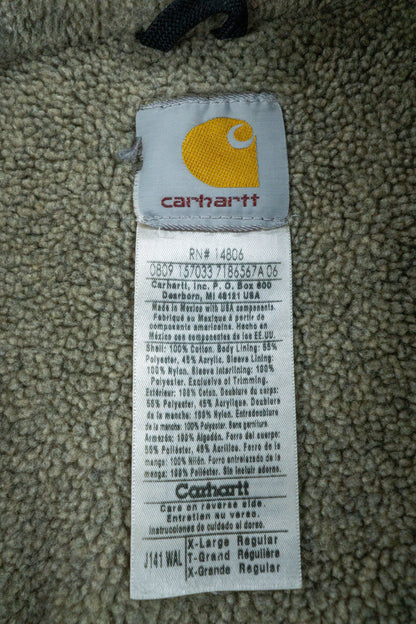 carhartt
RN# 14806
0809 157033 7186567A 06
Carhartt, Inc. P. O. Box 600
Dearborn, MI 48121 USA
Made in Mexico with USA components.
Fabriqué au Mexique à partir de
composants américains. Hecho en
México con componentes de los EE.UU.
Shell: 100% Cotton. Body Lining: 55%
Polyester, 45% Acrylic. Sleeve Lining:
100% Nylon. Sleeve Interlining: 100%
Polyester. Exclusive of Trimming.
Extérieur: 100% Coton. Doublure du corps:
55% Polyester, 45% Acrylique. Doublure de
la manche: 100% Nylon. Entredoublure
de la manche: 100% Polyester. Sans garniture
Armazón: 100% Algodón. Forro del cuerpo:
55% Poliéster, 45% Acrílico. Forro de la
manga: 100% Nilón. Forro entrelazado de la
manga: 100% Poliéster. Sin incluir adorno.
Carhartt
Care on reverse side.
Entretien au verso.
Instrucciones de cuidado al dorso.
J141 WAL
X-Large Regular
T-Grand Régulière
X-Grande Regular